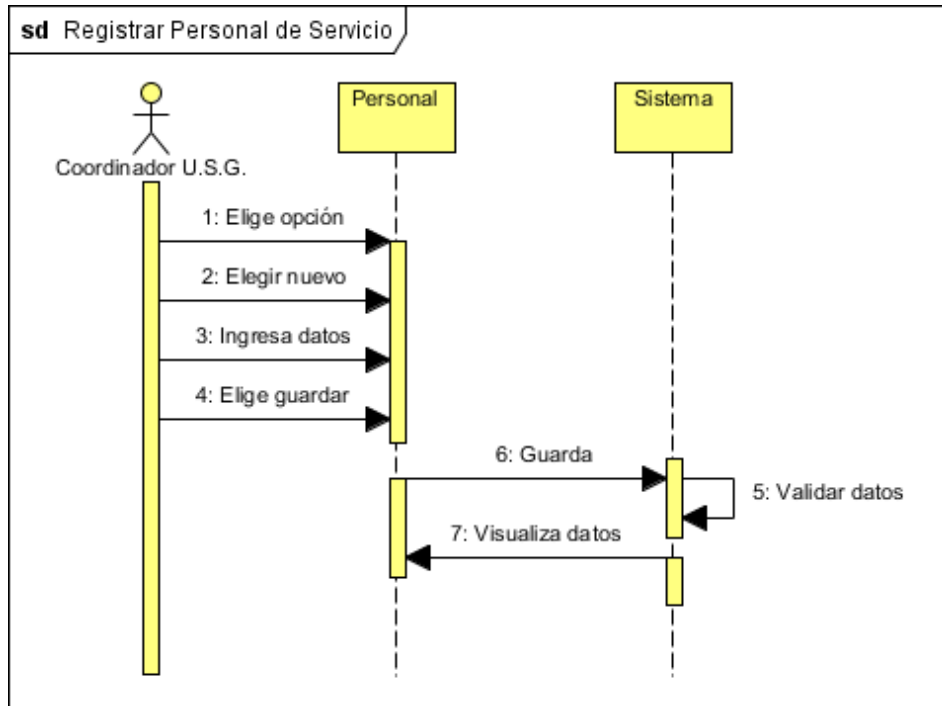 sd Registrar Personal de Servicio
Personal
Sistema
Coordinador U.S.G.
1: Elige opción
2: Elegir nuevo
3: Ingresa datos
4: Elige guardar
6: Guarda
5: Validar datos
7: Visualiza datos